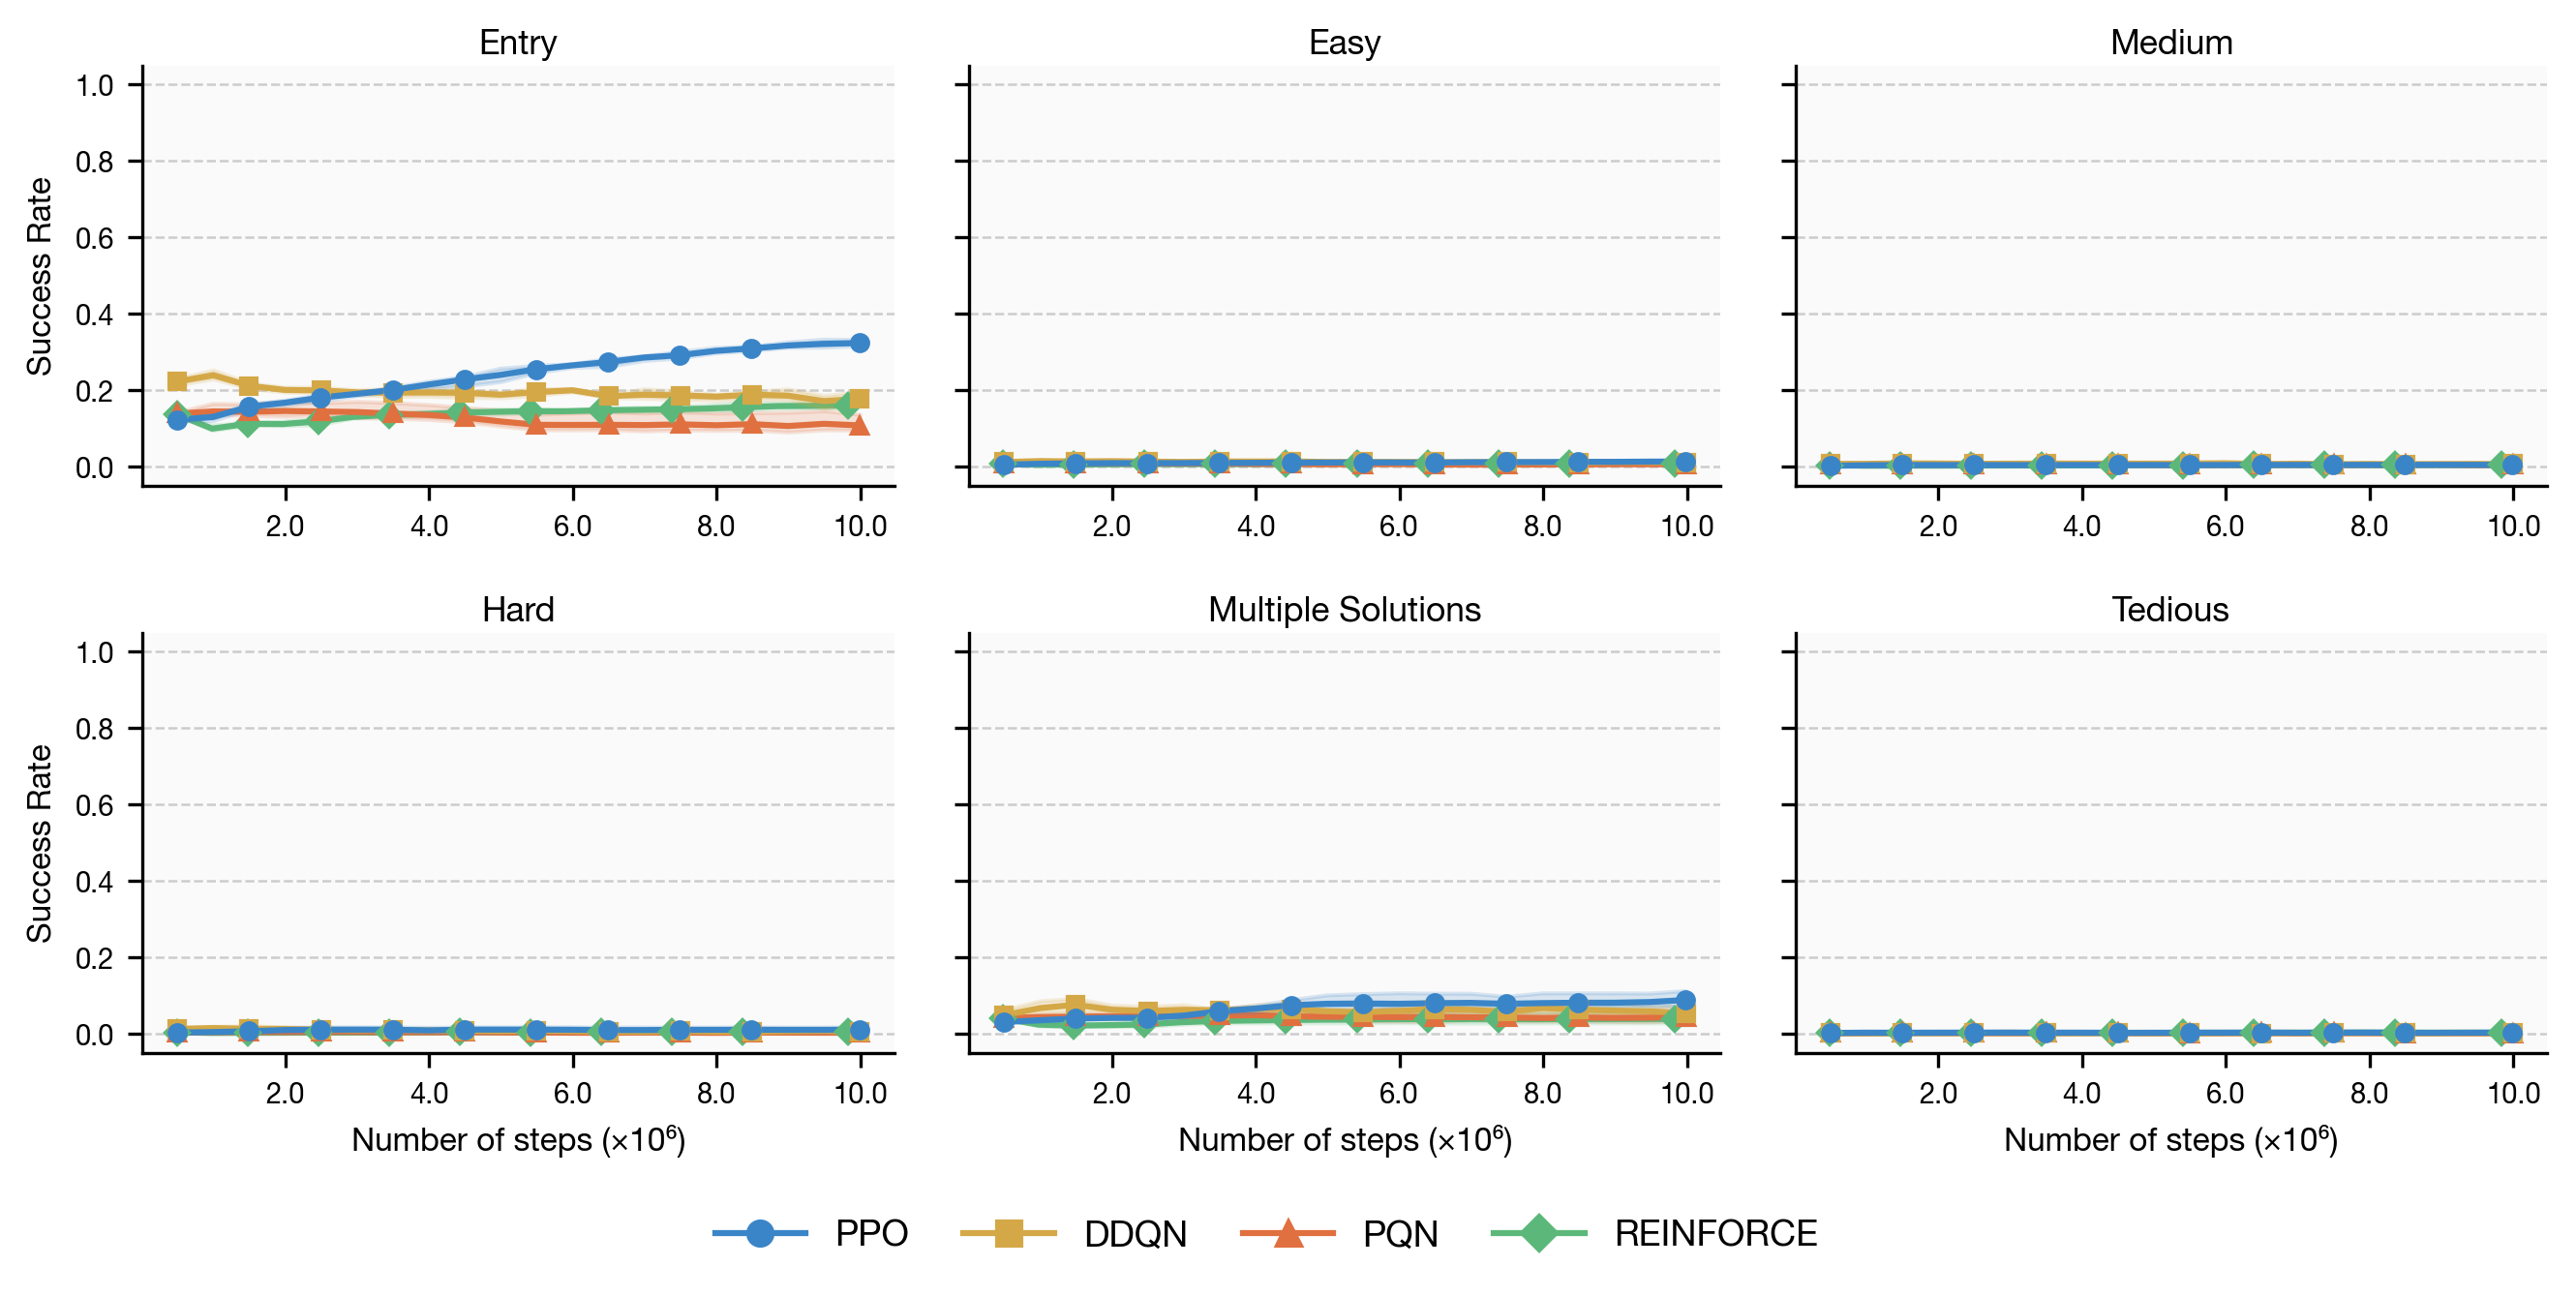 Entry
Easy
Medium
Success Rate
1.0
0.8
0.6
0.4
0.2
0.0
2.0 4.0 6.0 8.0 10.0
2.0 4.0 6.0 8.0 10.0
2.0 4.0 6.0 8.0 10.0
Hard
Multiple Solutions
Tedious
Success Rate
1.0
0.8
0.6
0.4
0.2
0.0
2.0 4.0 6.0 8.0 10.0
2.0 4.0 6.0 8.0 10.0
2.0 4.0 6.0 8.0 10.0
Number of steps (×10⁶)
Number of steps (×10⁶)
Number of steps (×10⁶)
PPO DDQN PQN REINFORCE